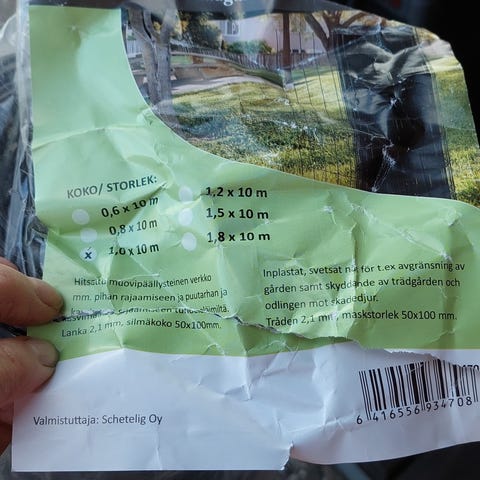 KOKO/ STORLEK:
0,6 x 10 m
0,8 x 10 m
x 1,0 x 10 m
1,2 x 10 m
1,5 x 10 m
1,8 x 10 m
Hitsattu muovipäällysteinen verkko
mm. pihan rajaamiseen ja puutarhan ja
Lanka 2,1 mm, silmäkoko 50x100mm.
Inplastat, svetsat nät för t.ex avgränsning av
gården samt skyddande av trädgården och
odlingen mot skadedjur.
Tråden 2,1 mm, maskstorlek 50x100 mm.
Valmistuttaja: Schetelig Oy
6 416556 934708